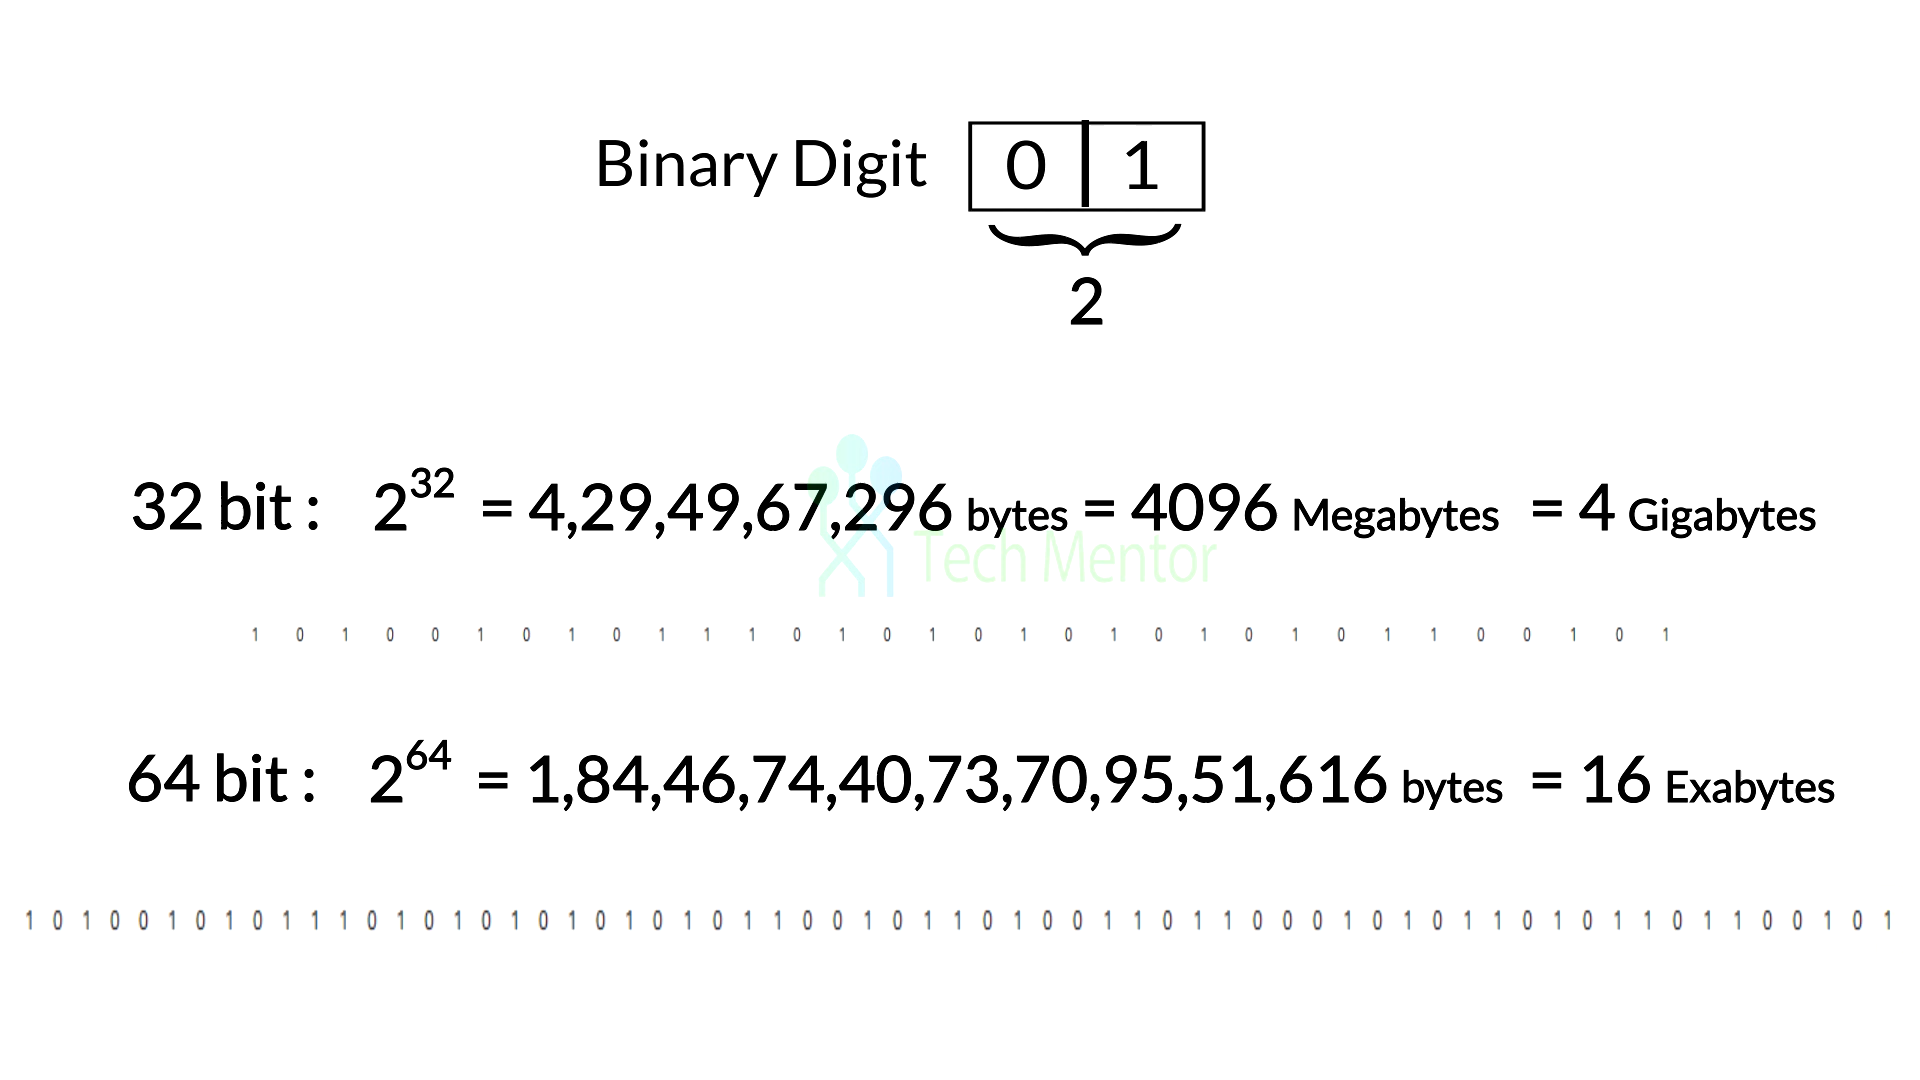 Binary Digit 0 1
2
32 bit : 2^32 = 4,29,49,67,296 bytes = 4096 Megabytes = 4 Gigabytes
Tech Mentor
1 0 1 0 0 1 0 1 0 1 1 1 0 1 0 1 0 1 0 1 0 1 0 1 0 1 1 0 0 1 0 1
64 bit : 2^64 = 1,84,46,74,40,73,70,95,51,616 bytes = 16 Exabytes
1 0 1 0 0 1 0 1 0 1 1 1 0 1 0 1 0 1 0 1 0 1 0 1 0 1 1 0 0 1 0 1 1 0 1 0 0 1 1 0 1 1 0 0 0 1 0 1 0 1 1 0 1 0 1 1 0 1 1 0 0 1 0 1